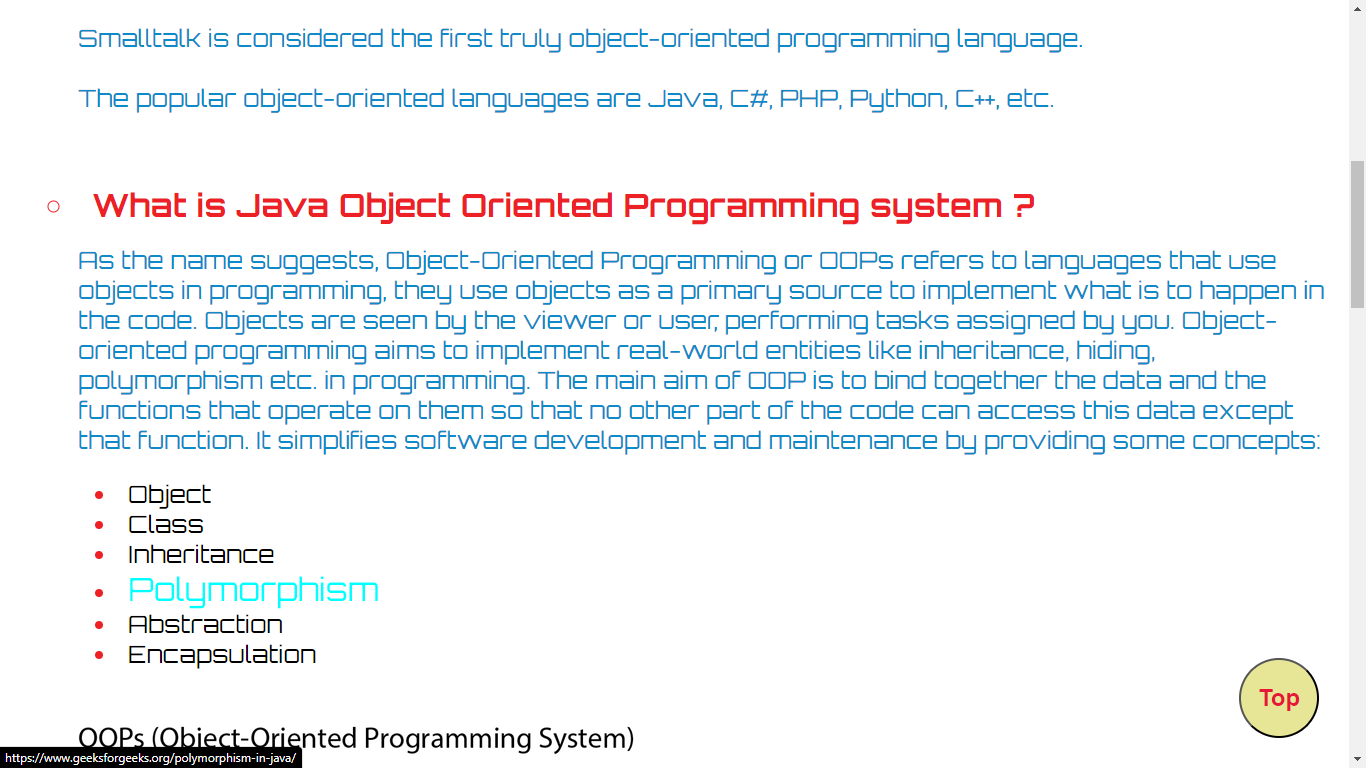 Smalltalk is considered the first truly object-oriented programming language.
The popular object-oriented languages are Java, C#, PHP, Python, C++, etc.
What is Java Object Oriented Programming system ?
As the name suggests, Object-Oriented Programming or OOPs refers to languages that use
objects in programming, they use objects as a primary source to implement what is to happen in
the code. Objects are seen by the viewer or user, performing tasks assigned by you. Object-
oriented programming aims to implement real-world entities like inheritance, hiding,
polymorphism etc. in programming. The main aim of OOP is to bind together the data and the
functions that operate on them so that no other part of the code can access this data except
that function. It simplifies software development and maintenance by providing some concepts:
Object
Class
Inheritance
Polymorphism
Abstraction
Encapsulation
Top
OOPs (Object-Oriented Programming System)
https://www.geeksforgeeks.org/polymorphism-in-java/